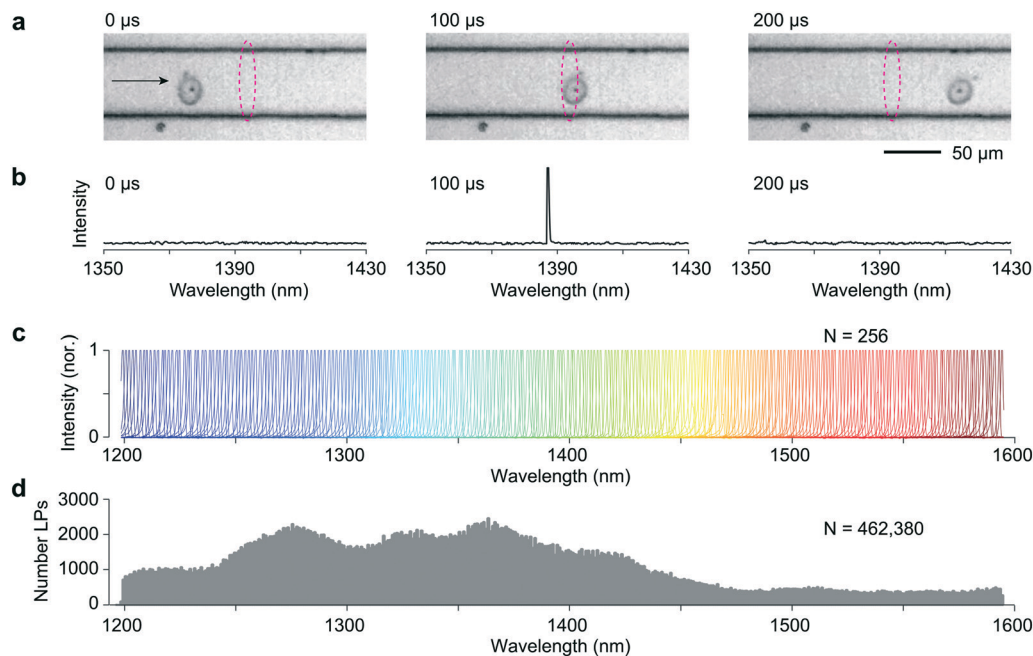 a
0 µs
100 µs
200 µs
50 µm
b
Intensity
0 µs
100 µs
200 µs
1350 1390 1430
1350 1390 1430
1350 1390 1430
Wavelength (nm)
Wavelength (nm)
Wavelength (nm)
c
Intensity (nor.)
1
0
N = 256
1200 1300 1400 1500 1600
Wavelength (nm)
d
Number LPs
3000
2000
1000
0
N = 462,380
1200 1300 1400 1500 1600
Wavelength (nm)